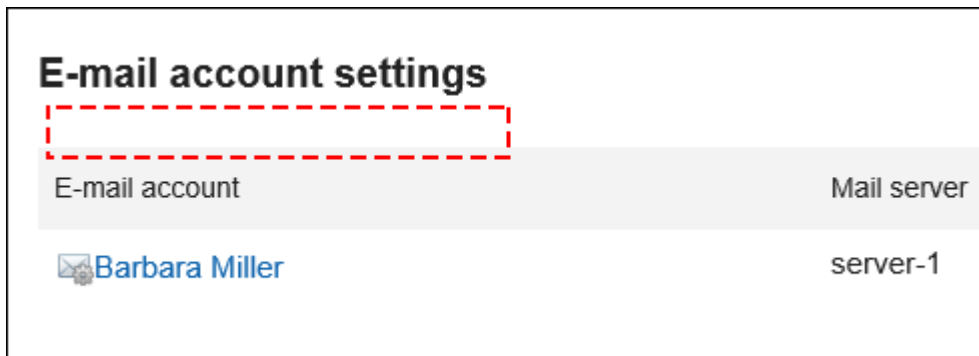 E-mail account settings
E-mail account Mail server
Barbara Miller server-1